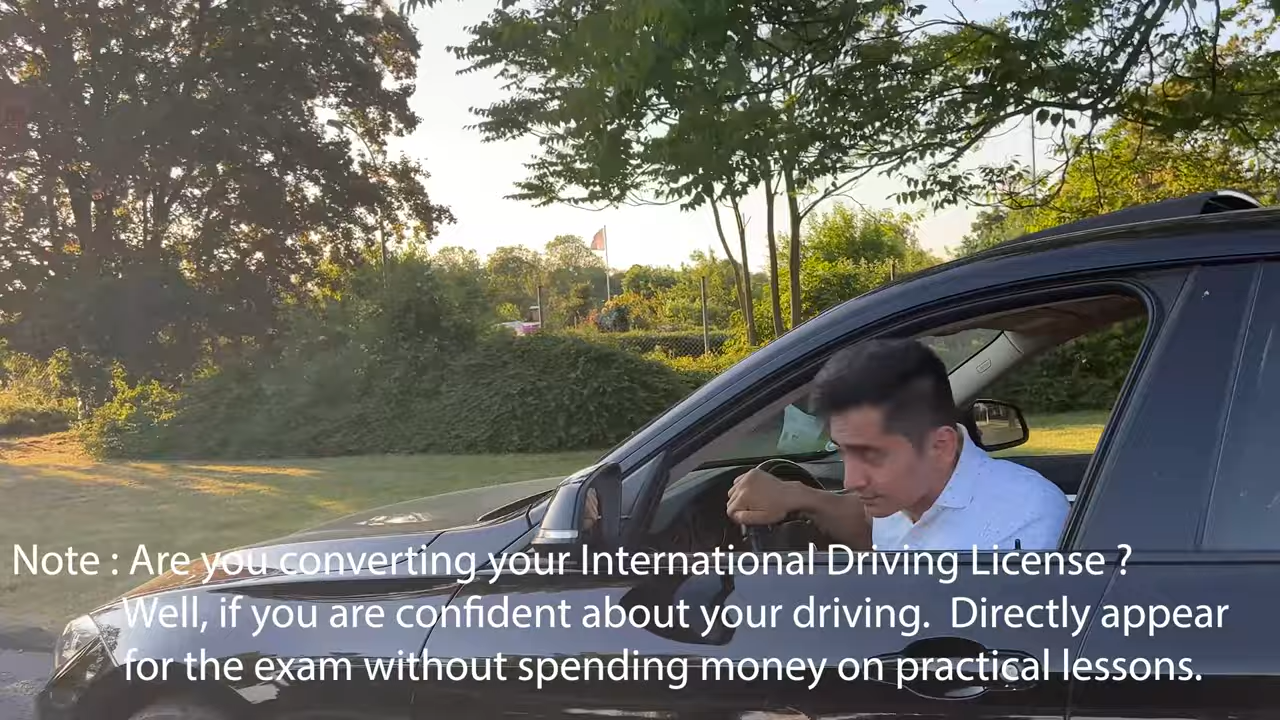 Note : Are you converting your International Driving License ?
Well, if you are confident about your driving.  Directly appear
for the exam without spending money on practical lessons.